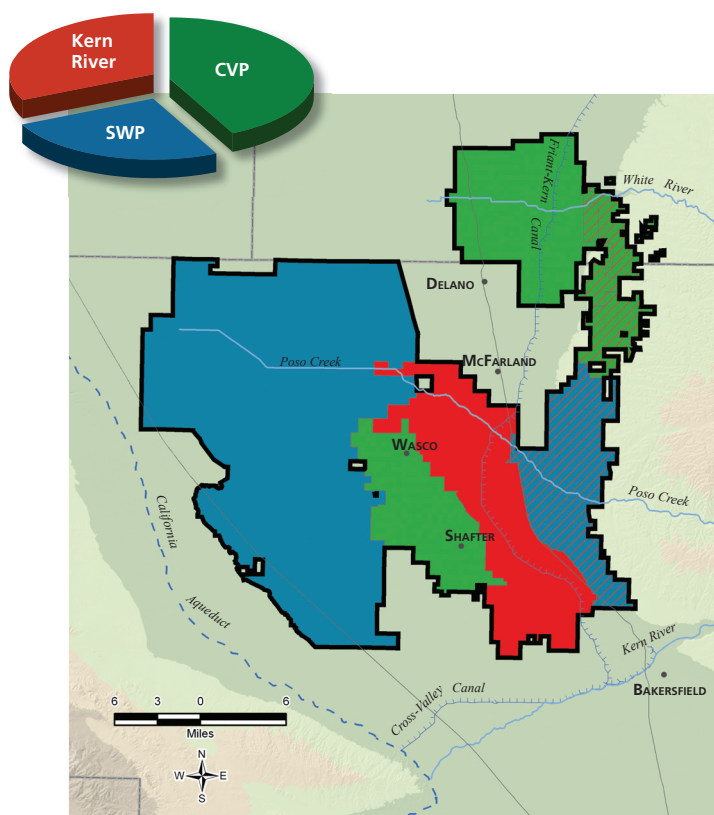 Kern
River
CVP
SWP
Friant-Kern
Canal
White River
DELANO
MCFARLAND
Poso Creek
WASCO
Poso Creek
SHAFTER
California
Aqueduct
Kern River
BAKERSFIELD
Cross-Valley Canal
6 3 0 6
Miles
N
W E
S